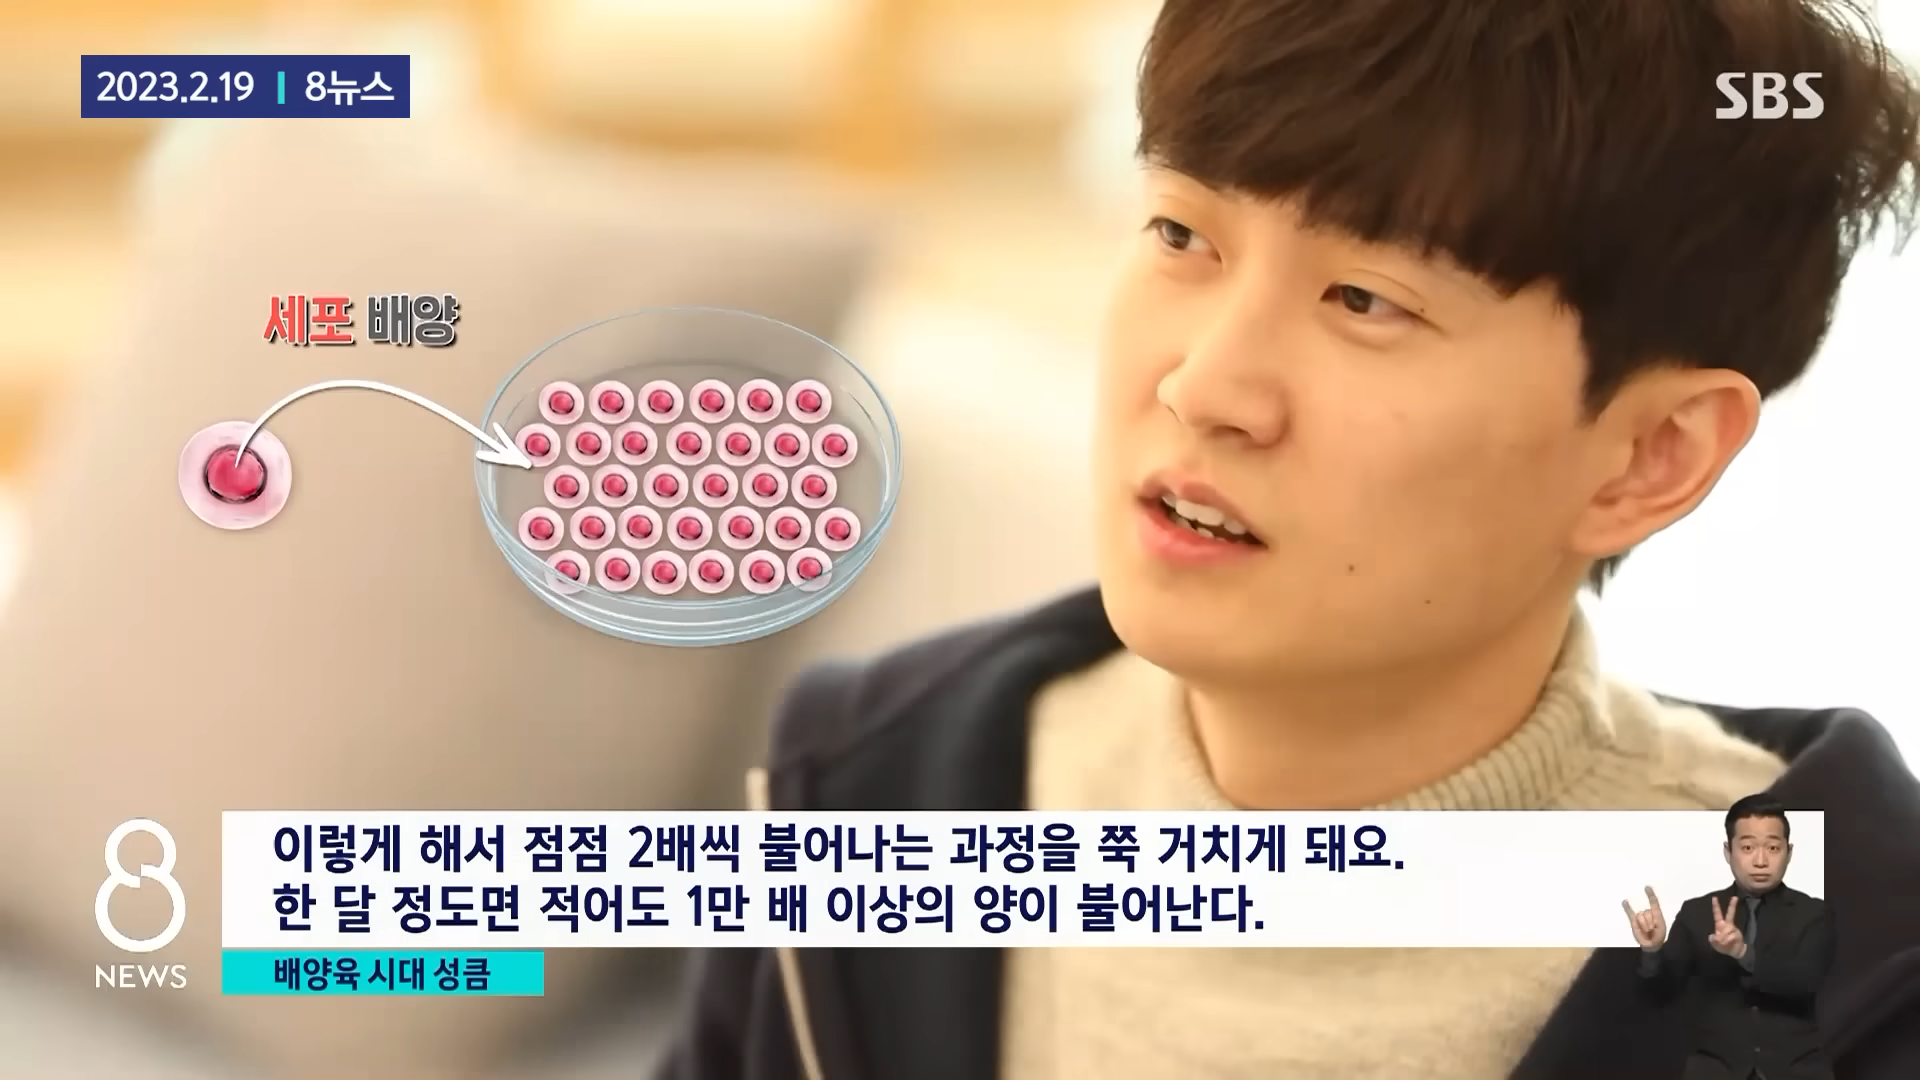 2023.2.19 | 8뉴스
SBS
세포 배양
이렇게 해서 점점 2배씩 불어나는 과정을 쭉 거치게 돼요.
한 달 정도면 적어도 1만 배 이상의 양이 불어난다.
8
NEWS
배양육 시대 성큼